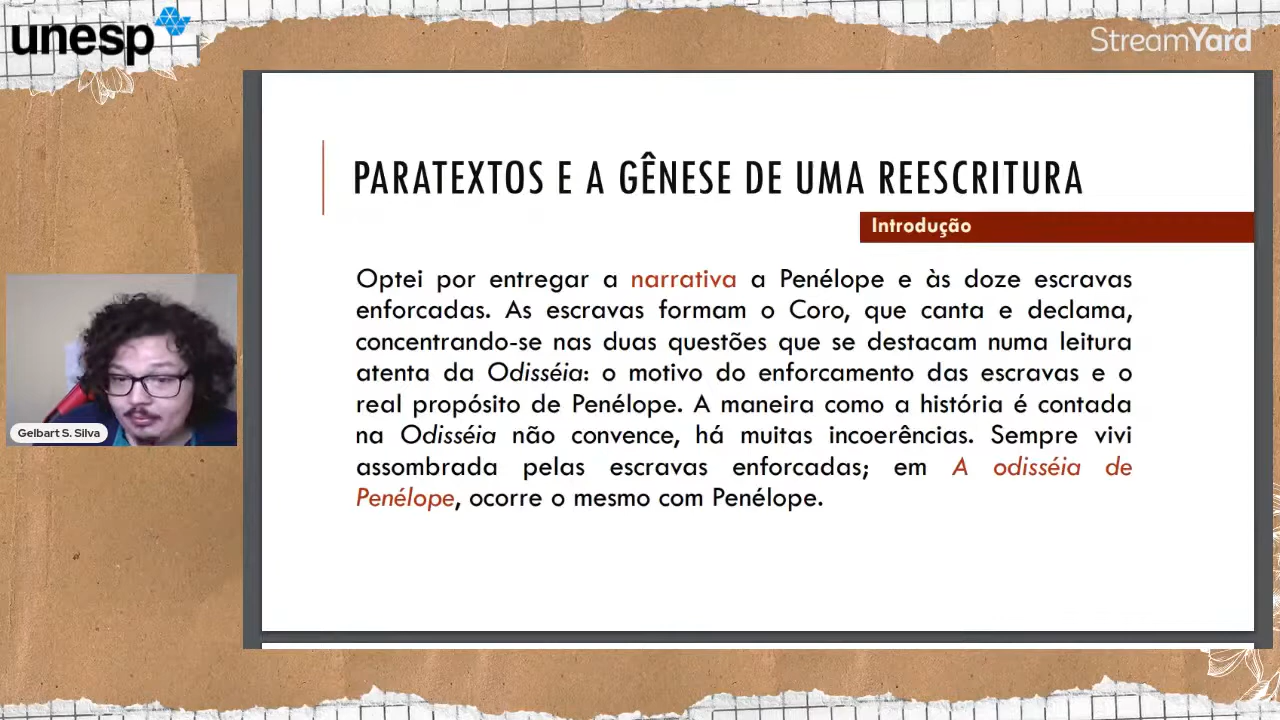 unesp
StreamYard
PARATEXTOS E A GÊNESE DE UMA REESCRITURA
Introdução
Optei por entregar a narrativa a Penélope e às doze escravas
enforcadas. As escravas formam o Coro, que canta e declama,
concentrando-se nas duas questões que se destacam numa leitura
atenta da Odisséia: o motivo do enforcamento das escravas e o
real propósito de Penélope. A maneira como a história é contada
na Odisséia não convence, há muitas incoerências. Sempre vivi
assombrada pelas escravas enforcadas; em A odisséia de
Penélope, ocorre o mesmo com Penélope.
Gelbart S. Silva